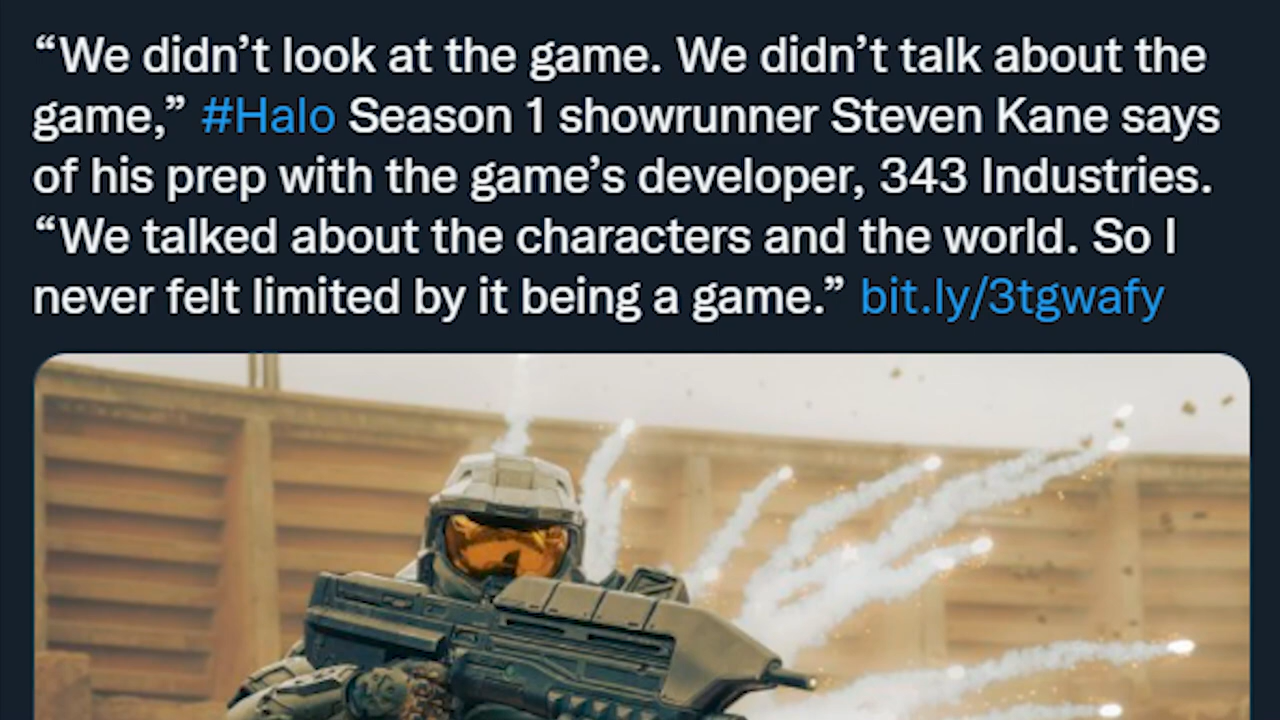 “We didn’t look at the game. We didn’t talk about the
game,” #Halo Season 1 showrunner Steven Kane says
of his prep with the game’s developer, 343 Industries.
“We talked about the characters and the world. So I
never felt limited by it being a game.” bit.ly/3tgwafy